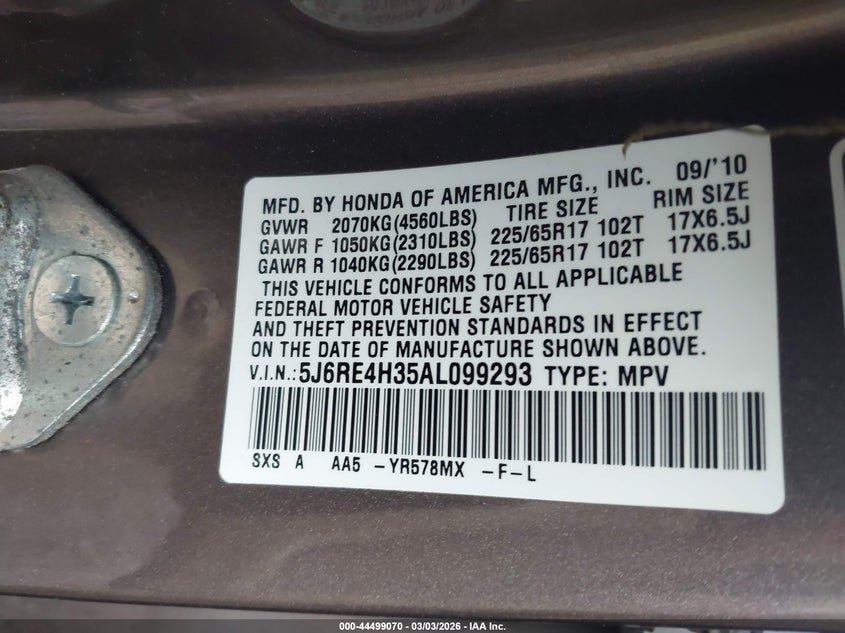 MFD. BY HONDA OF AMERICA MFG., INC. 09/'10
GVWR 2070KG(4560LBS) TIRE SIZE RIM SIZE
GAWR F 1050KG(2310LBS) 225/65R17 102T 17X6.5J
GAWR R 1040KG(2290LBS) 225/65R17 102T 17X6.5J
THIS VEHICLE CONFORMS TO ALL APPLICABLE
FEDERAL MOTOR VEHICLE SAFETY
AND THEFT PREVENTION STANDARDS IN EFFECT
ON THE DATE OF MANUFACTURE SHOWN ABOVE.
V.I.N.: 5J6RE4H35AL099293 TYPE: MPV
SXS A AA5 -YR578MX -F-L
000-44499070 | 03/03/2026 - IAA Inc.